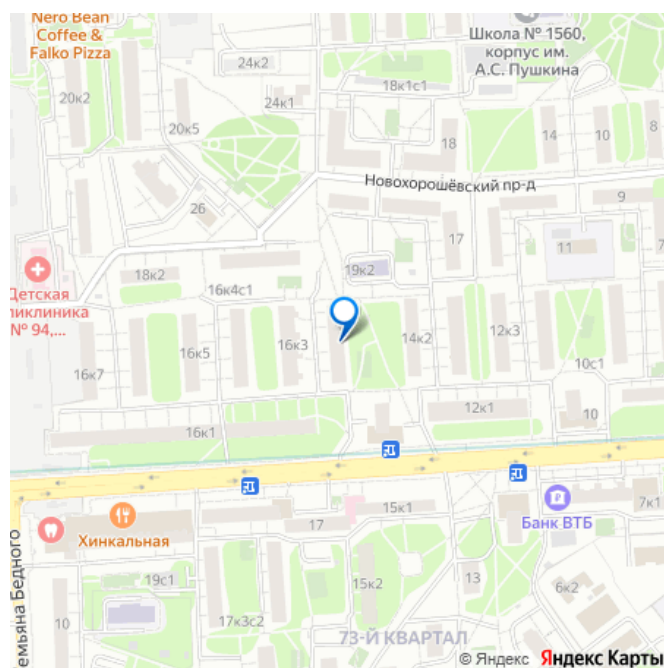 Nero Bean
Coffee &
Falko Pizza
Школа № 1560,
корпус им.
А.С. Пушкина
24к2
18к1с1
20к2
24к1
20к5
18
14
10
8
Новохорошёвский пр-д
9
26
17
11
Детская
ликлиника
№ 94,...
18к2
19к2
16к4с1
16к5
16к3
14к2
12к3
16к7
10с1
12к1
10
16к1
15к1
7к1
Банк ВТБ
17
Хинкальная
емьяна Бедного
19с1
15к2
13
6к2
10
17к3с2
73-Й КВАРТАЛ
© Яндекс Яндекс Карты